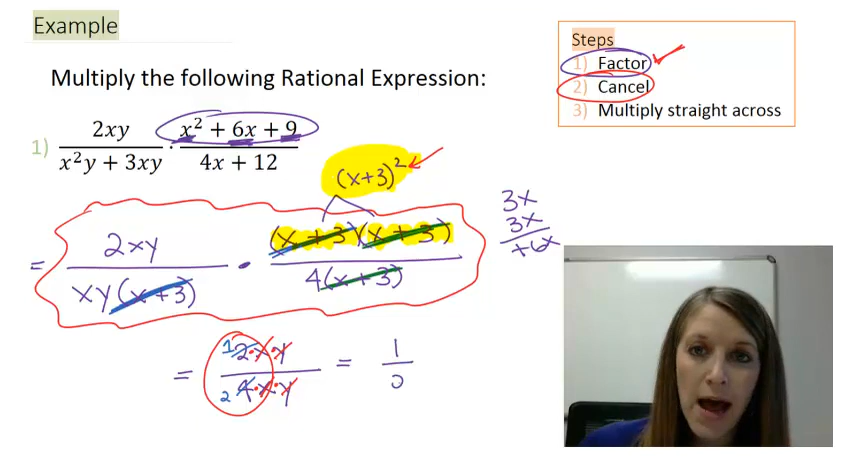 Example
Steps
1) Factor
2) Cancel
3) Multiply straight across
Multiply the following Rational Expression:
1) 2xy / x²y + 3xy · x² + 6x + 9 / 4x + 12
(x+3)²
3x
3x
+6x
= 2xy / xy(x+3) · (x+3)(x+3) / 4(x+3)
= 1 2·x·y / 2 4·x·y = 1